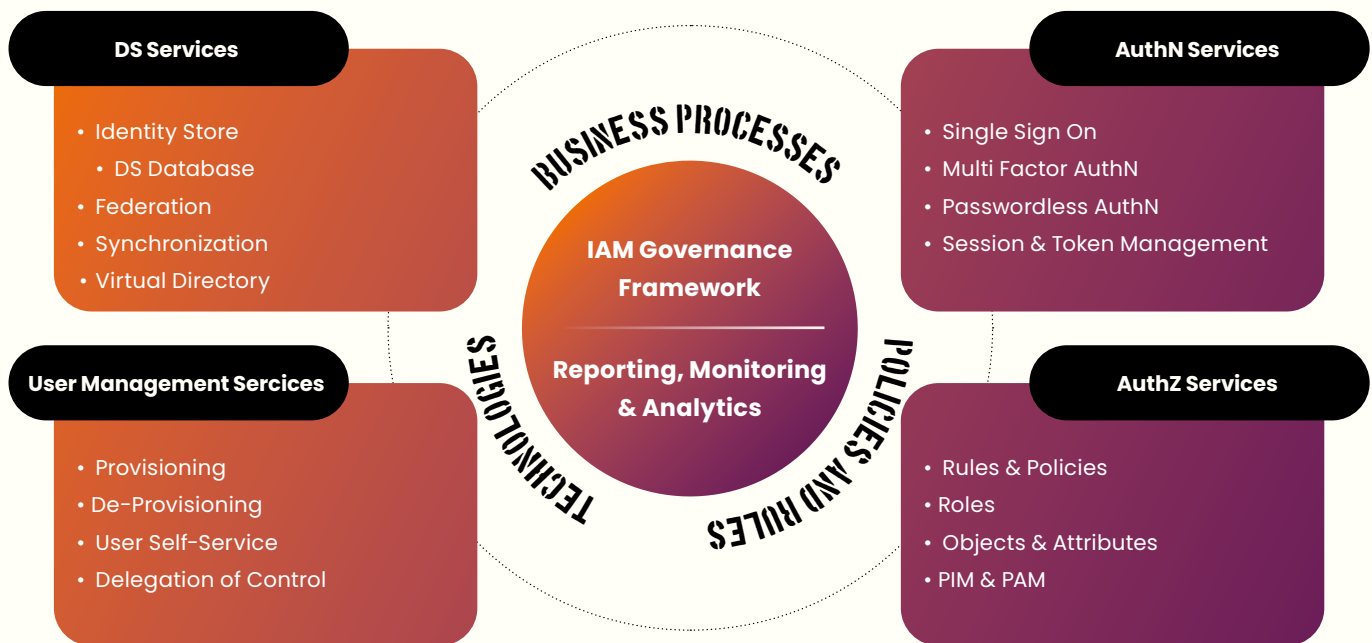 DS Services
• Identity Store
• DS Database
• Federation
• Synchronization
• Virtual Directory
AuthN Services
• Single Sign On
• Multi Factor AuthN
• Passwordless AuthN
• Session & Token Management
BUSINESS PROCESSES
IAM Governance
Framework
Reporting, Monitoring
& Analytics
TECHNOLOGIES
POLICIES AND RULES
User Management Sercices
• Provisioning
• De-Provisioning
• User Self-Service
• Delegation of Control
AuthZ Services
• Rules & Policies
• Roles
• Objects & Attributes
• PIM & PAM